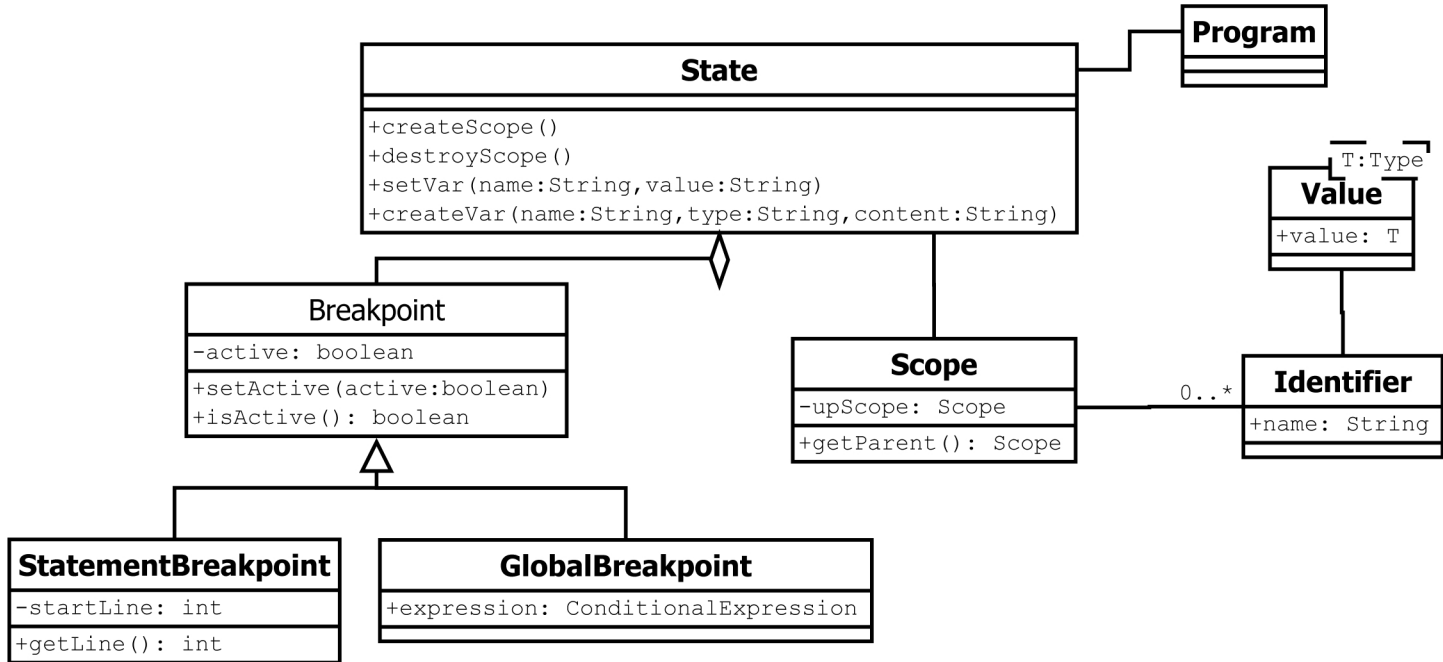 Program
State
+createScope()
+destroyScope()
+setVar(name:String,value:String)
+createVar(name:String,type:String,content:String)
T:Type
Value
+value: T
Breakpoint
-active: boolean
+setActive(active:boolean)
+isActive(): boolean
Scope
-upScope: Scope
+getParent(): Scope
0..*
Identifier
+name: String
StatementBreakpoint
-startLine: int
+getLine(): int
GlobalBreakpoint
+expression: ConditionalExpression